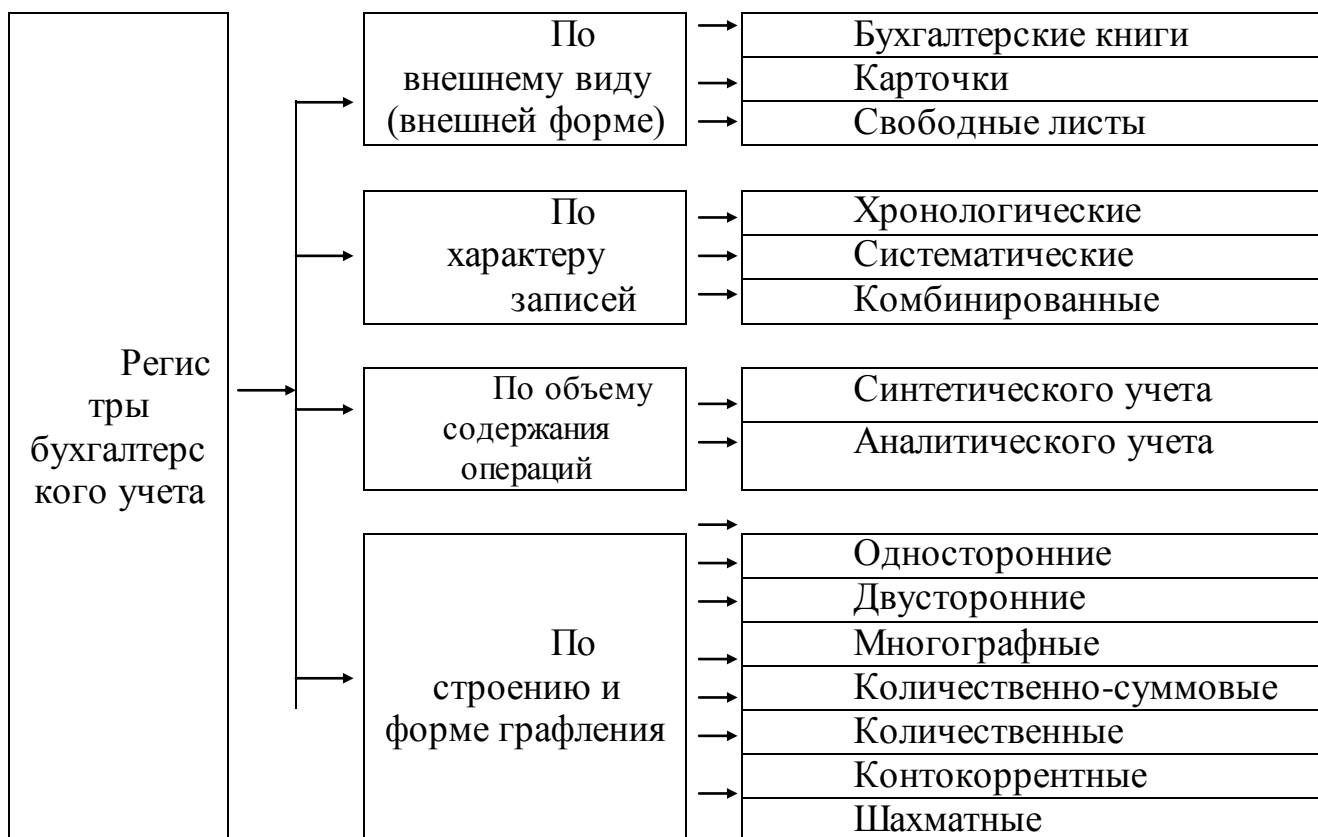 Регис
тры
бухгалтерс
кого учета
По
внешнему виду
(внешней форме)
Бухгалтерские книги
Карточки
Свободные листы
По
характеру
записей
Хронологические
Систематические
Комбинированные
По объему
содержания
операций
Синтетического учета
Аналитического учета
По
строению и
форме графления
Односторонние
Двусторонние
Многографные
Количественно-суммовые
Количественные
Контокоррентные
Шахматные